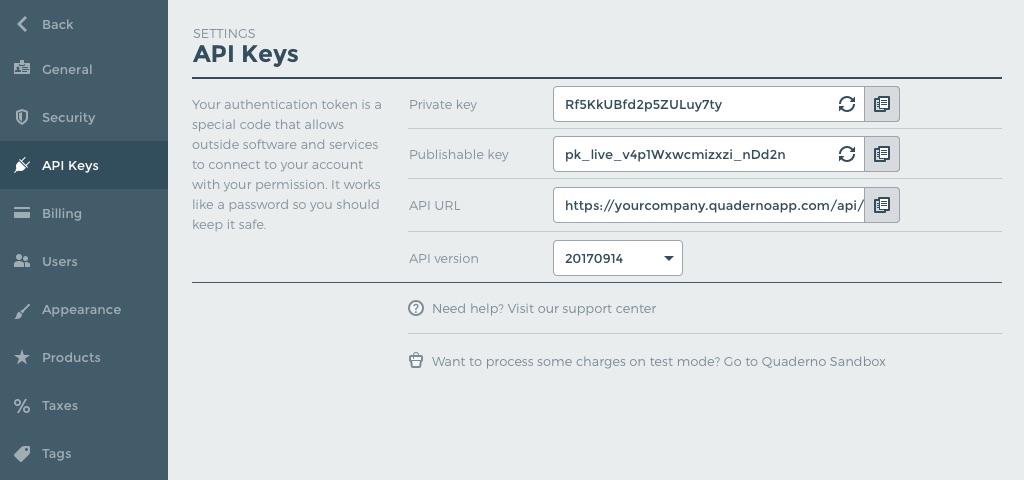 Back
General
Security
API Keys
Billing
Users
Appearance
Products
Taxes
Tags
SETTINGS
API Keys
Your authentication token is a
special code that allows
outside software and services
to connect to your account
with your permission. It works
like a password so you should
keep it safe.
Private key Rf5KkUBfd2p5ZULuy7ty
Publishable key pk_live_v4p1Wxwcmizxzi_nDd2n
API URL https://yourcompany.quadernoapp.com/api/
API version 20170914
Need help? Visit our support center
Want to process some charges on test mode? Go to Quaderno Sandbox